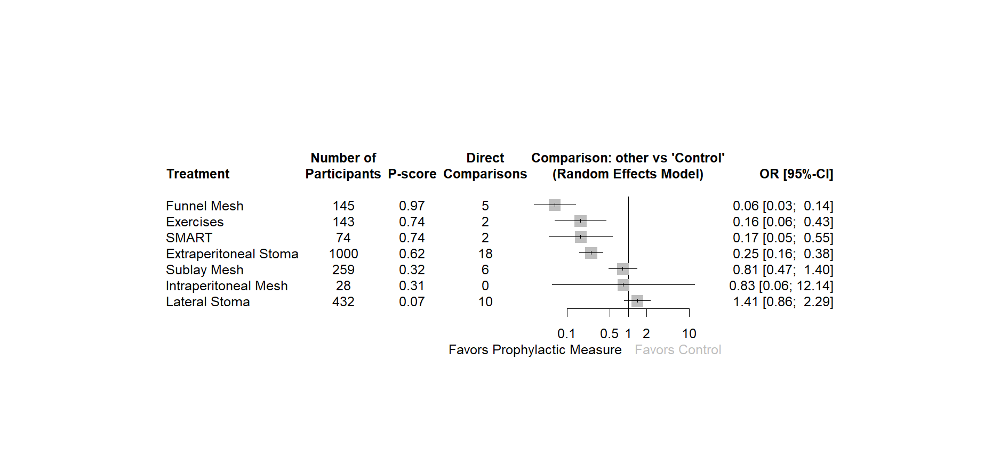 Number of Direct Comparison: other vs 'Control'
Treatment Participants P-score Comparisons (Random Effects Model) OR [95%-CI]
Funnel Mesh 145 0.97 5 0.06 [0.03; 0.14]
Exercises 143 0.74 2 0.16 [0.06; 0.43]
SMART 74 0.74 2 0.17 [0.05; 0.55]
Extraperitoneal Stoma 1000 0.62 18 0.25 [0.16; 0.38]
Sublay Mesh 259 0.32 6 0.81 [0.47; 1.40]
Intraperitoneal Mesh 28 0.31 0 0.83 [0.06; 12.14]
Lateral Stoma 432 0.07 10 1.41 [0.86; 2.29]
0.1 0.5 1 2 10
Favors Prophylactic Measure Favors Control